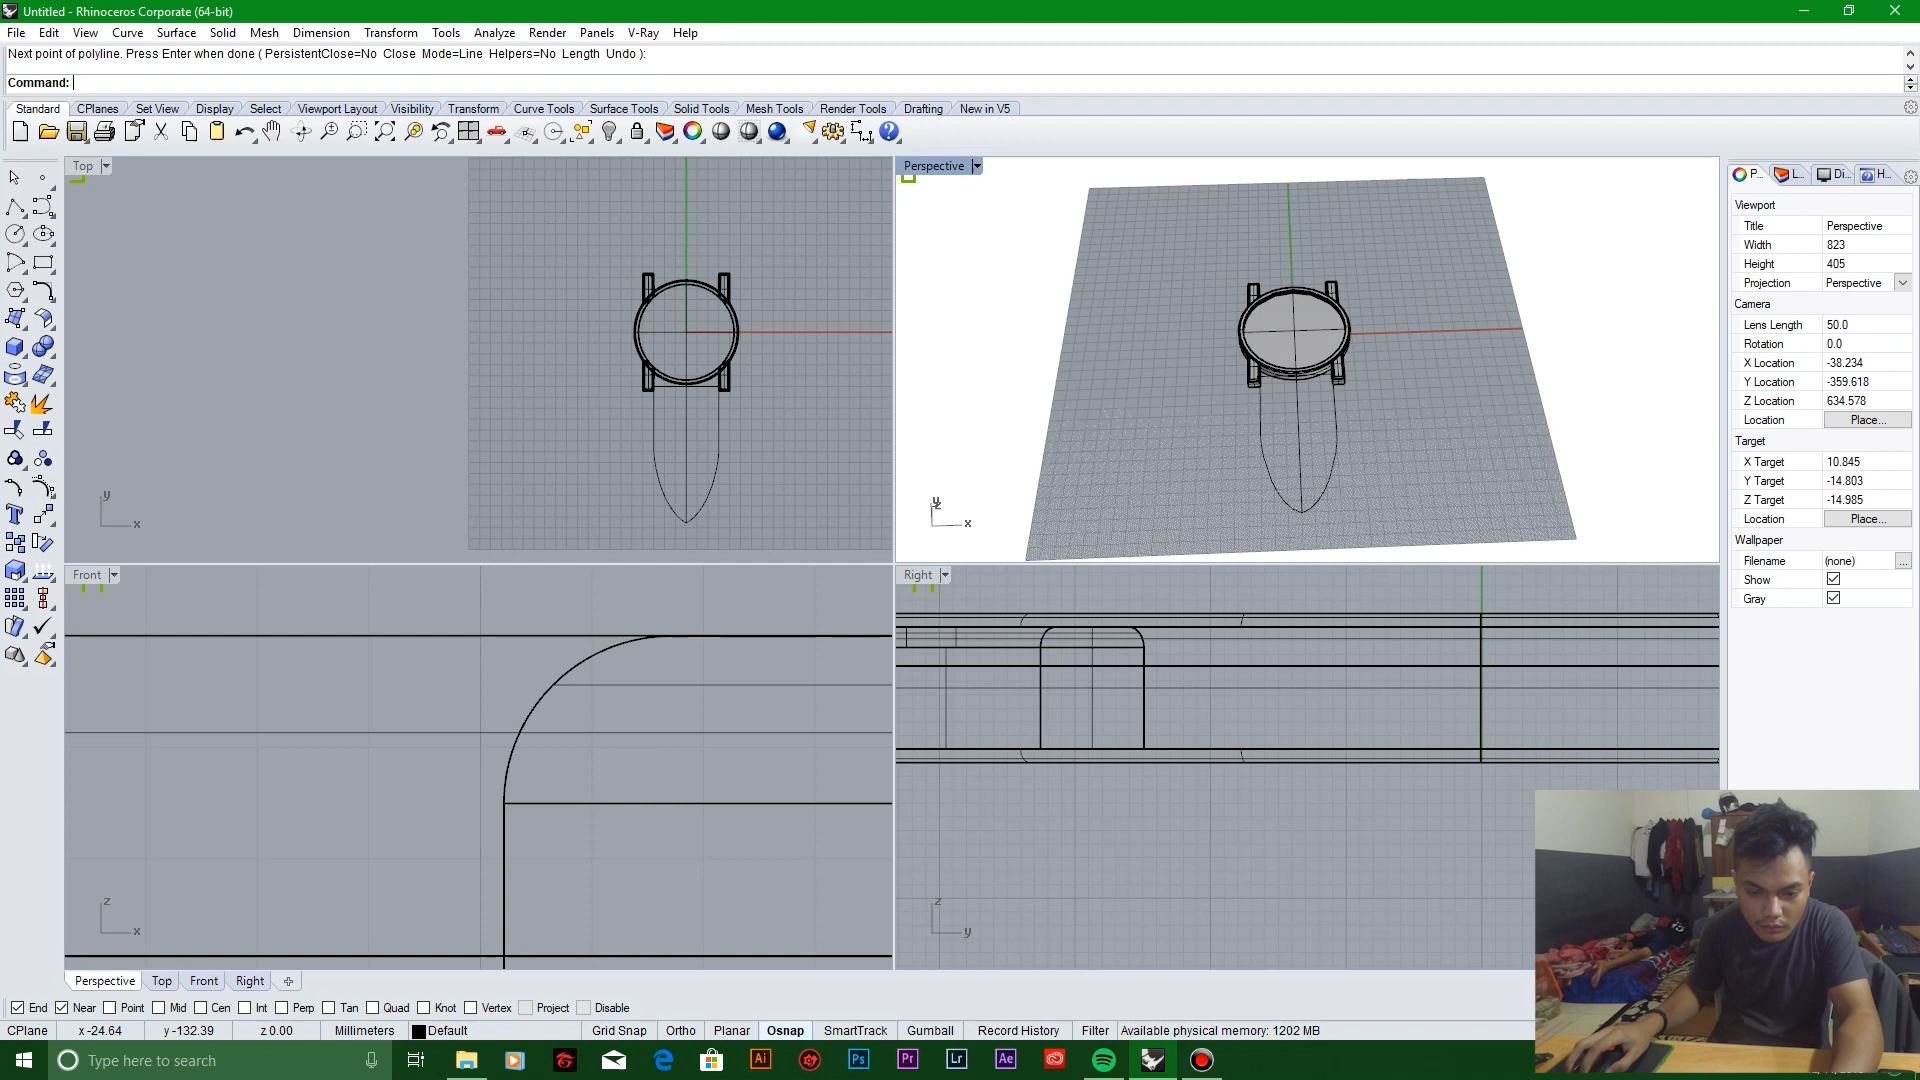 Untitled - Rhinoceros Corporate (64-bit)
File Edit View Curve Surface Solid Mesh Dimension Transform Tools Analyze Render Panels V-Ray Help
Next point of polyline. Press Enter when done ( PersistentClose=No Close Mode=Line Helpers=No Length Undo ):
Command:
Standard CPlanes Set View Display Select Viewport Layout Visibility Transform Curve Tools Surface Tools Solid Tools Mesh Tools Render Tools Drafting New in V5
Top
Perspective
P... L... Di... H...
Viewport
Title Perspective
Width 823
Height 405
Projection Perspective
Camera
Lens Length 50.0
Rotation 0.0
X Location -38.234
Y Location -359.618
Z Location 634.578
Location Place...
Target
X Target 10.845
Y Target -14.803
Z Target -14.985
Location Place...
Wallpaper
Filename (none) ...
Show
Gray
y
x
x
Front
Right
z
x
z
y
Perspective Top Front Right
End Near Point Mid Cen Int Perp Tan Quad Knot Vertex Project Disable
CPlane x -24.64 y -132.39 z 0.00 Millimeters Default Grid Snap Ortho Planar Osnap SmartTrack Gumball Record History Filter Available physical memory: 1202 MB
Type here to search
Ai Ps Pr Lr Ae